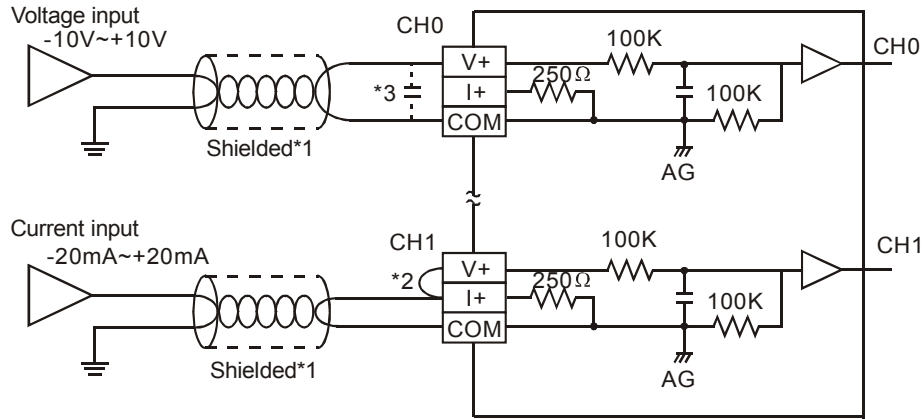 Voltage input
-10V~+10V
CH0
V+
I+
COM
*3
Shielded*1
250Ω
100K
100K
AG
CH0
Current input
-20mA~+20mA
CH1
V+
I+
COM
*2
Shielded*1
250Ω
100K
100K
AG
CH1